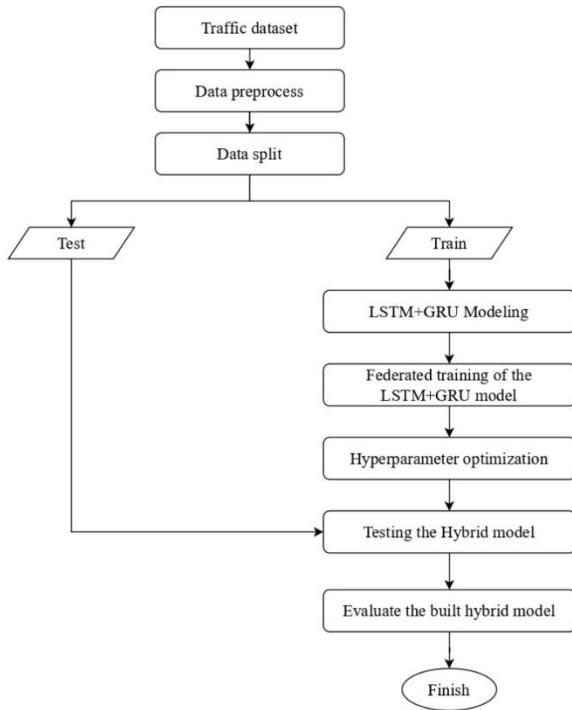 Traffic dataset
Data preprocess
Data split
Test
Train
LSTM+GRU Modeling
Federated training of the
LSTM+GRU model
Hyperparameter optimization
Testing the Hybrid model
Evaluate the built hybrid model
Finish